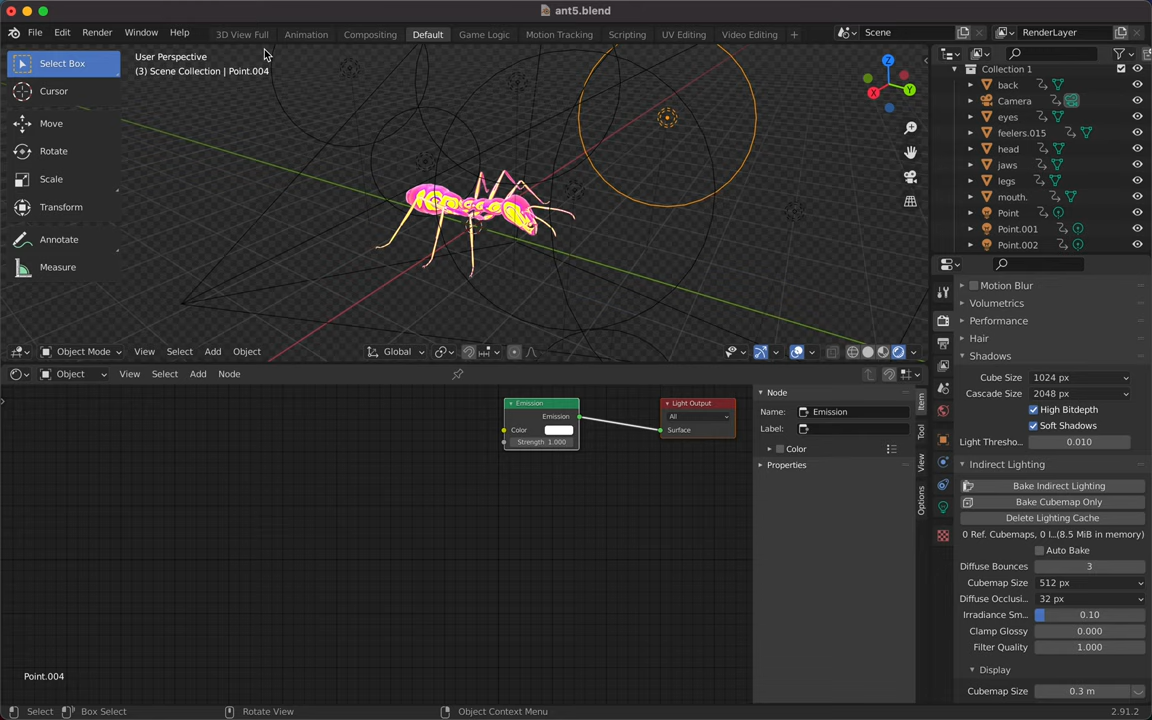 ant5.blend
File Edit Render Window Help 3D View Full Animation Compositing Default Game Logic Motion Tracking Scripting UV Editing Video Editing + Scene RenderLayer
Select Box
Cursor
Move
Rotate
Scale
Transform
Annotate
Measure
User Perspective
(3) Scene Collection | Point.004
Z
X
Y
Collection 1
back
Camera
eyes
feelers.015
head
jaws
legs
mouth.
Point
Point.001
Point.002
Object Mode View Select Add Object Global
Object View Select Add Node
Emission
Emission
Color
Strength 1.000
Light Output
All
Surface
Node
Name: Emission
Label:
Color
Properties
Item
Tool
View
Options
Motion Blur
Volumetrics
Performance
Hair
Shadows
Cube Size 1024 px
Cascade Size 2048 px
High Bitdepth
Soft Shadows
Light Thresho... 0.010
Indirect Lighting
Bake Indirect Lighting
Bake Cubemap Only
Delete Lighting Cache
0 Ref. Cubemaps, 0 I...(8.5 MiB in memory)
Auto Bake
Diffuse Bounces 3
Cubemap Size 512 px
Diffuse Occlusi... 32 px
Irradiance Sm... 0.10
Clamp Glossy 0.000
Filter Quality 1.000
Display
Cubemap Size 0.3 m
Point.004
Select Box Select Rotate View Object Context Menu 2.91.2